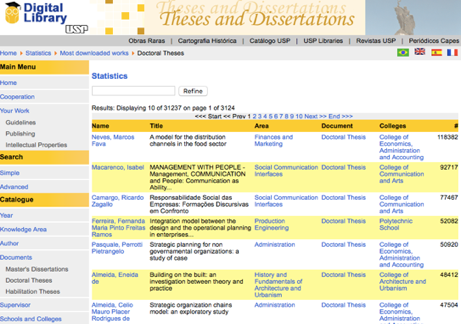 Digital
Library
USP
Theses and Dissertations
Theses and Dissertations
Obras Raras | Cartografia Histórica | Catálogo USP | USP Libraries | Revistas USP | Periódicos Capes
Home > Statistics > Most downloaded works > Doctoral Theses
Main Menu
Home
Cooperation
Your Work
Guidelines
Publishing
Intellectual Properties
Search
Simple
Advanced
Catalogue
Year
Knowledge Area
Author
Documents
Master's Dissertations
Doctoral Theses
Habilitation Theses
Supervisor
Schools and Colleges
Statistics
Refine
Results: Displaying 10 of 31237 on page 1 of 3124
<<< Start << Prev 1 2 3 4 5 6 7 8 9 10 Next >> End >>>
Name Title Area Document Colleges #
Neves, Marcos A model for the distribution Finances and Doctoral Thesis College of 118382
Fava channels in the food sector Marketing Economics,
Administration
and Accounting
Macarenco, Isabel MANAGEMENT WITH PEOPLE - Social Communication Doctoral Thesis College of 92717
Management, COMMUNICATION Interfaces Communication
and People: Communication as and Arts
Ability...
Camargo, Ricardo Responsabilidade Social das Social Communication Doctoral Thesis College of 77467
Zagallo Empresas: Formações Discursivas Interfaces Communication
em Confronto and Arts
Ferreira, Fernanda Integration model between the Production Doctoral Thesis Polytechnic 52082
Maria Pinto Freitas design and the operational planning Engineering School
Ramos in enterprises...
Pasquale, Perrotti Strategic planning for non Administration Doctoral Thesis College of 50920
Pietrangelo governamental organizations: a Economics,
study of case Administration
and Accounting
Almeida, Eneida Building on the built: an History and Doctoral Thesis College of 48412
de investigation between theory and Fundamentals of Architecture and
practice Architecture and Urbanism
Urbanism
Almeida, Celio Strategic organization chains Administration Doctoral Thesis College of 47504
Mauro Placer model: an exploratory study Economics,
Rodrigues de Administration